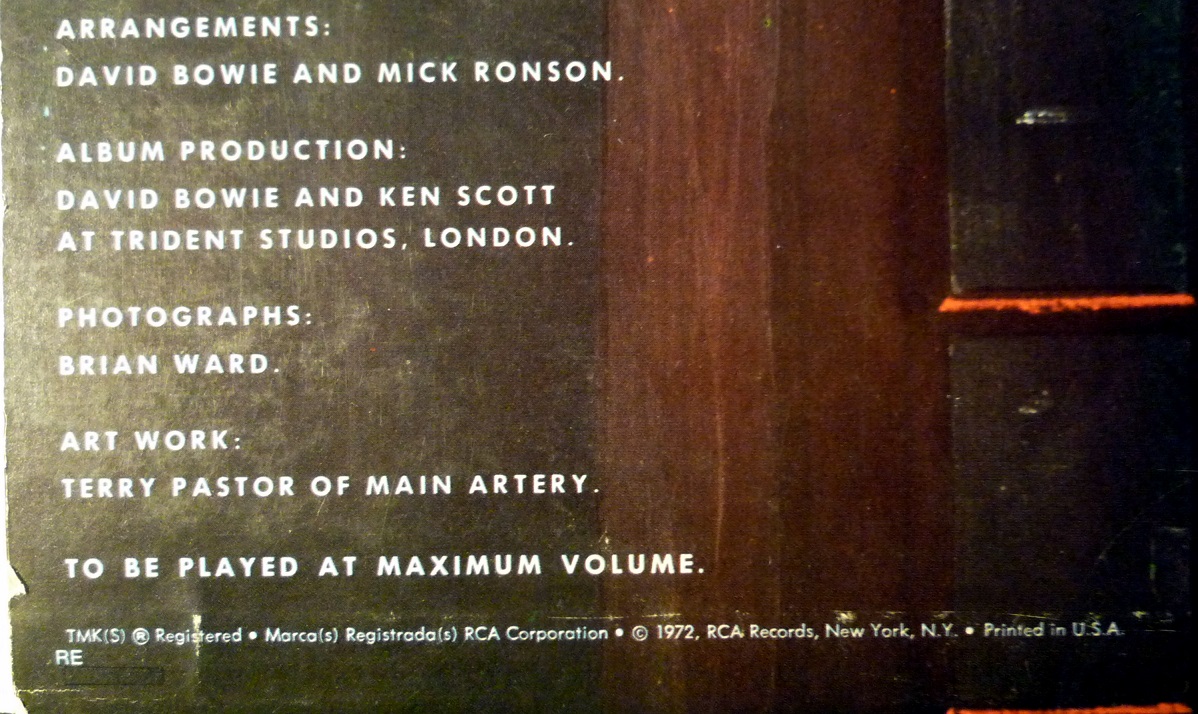 ARRANGEMENTS:
DAVID BOWIE AND MICK RONSON.
ALBUM PRODUCTION:
DAVID BOWIE AND KEN SCOTT
AT TRIDENT STUDIOS, LONDON.
PHOTOGRAPHS:
BRIAN WARD.
ART WORK:
TERRY PASTOR OF MAIN ARTERY.
TO BE PLAYED AT MAXIMUM VOLUME.
TMK(S) ® Registered • Marca(s) Registrada(s) RCA Corporation • © 1972, RCA Records, New York, N.Y. • Printed in U.S.A.
RE